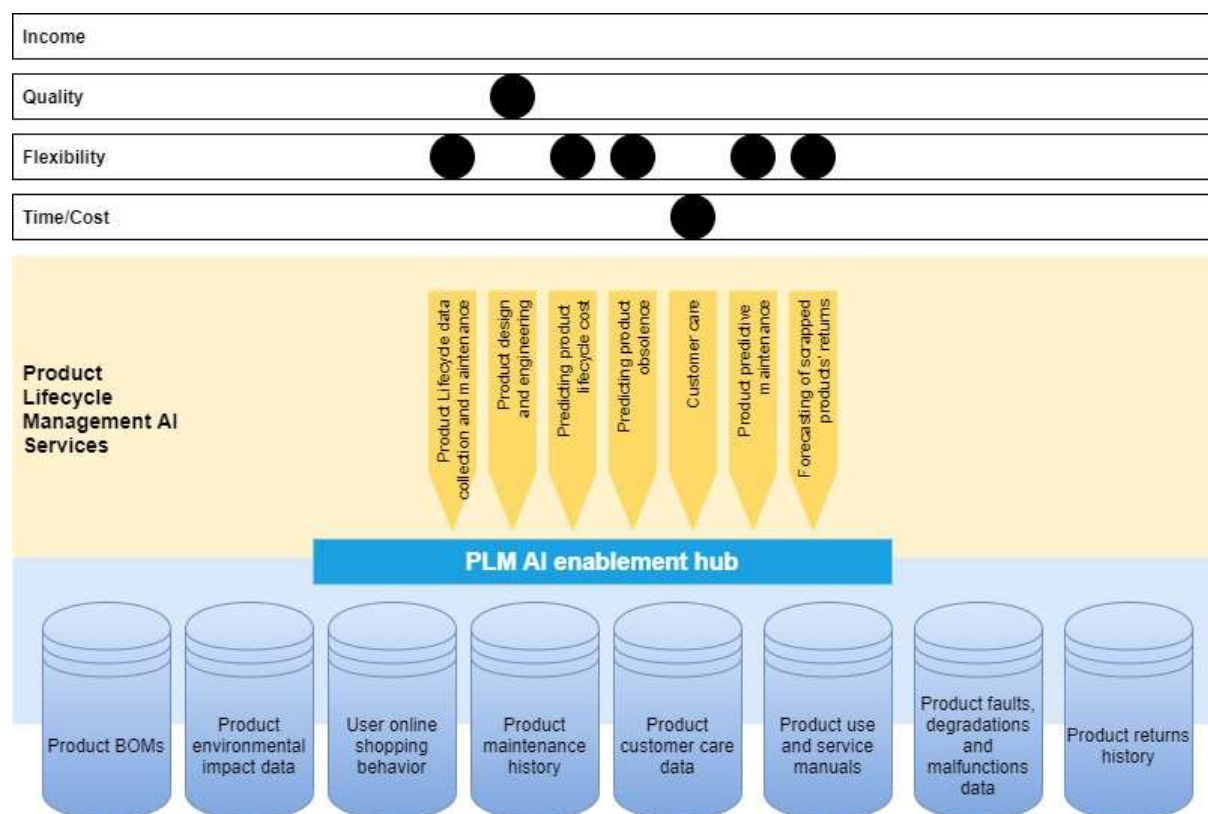 Income
Quality
Flexibility
Time/Cost
Product
Lifecycle
Management AI
Services
Product Lifecycle data
collection and maintenance
Product design
and engineering
Predicting product
lifecycle cost
Predicting product
obsolence
Customer care
Product predictive
maintenance
Forecasting of scrapped
products' returns
PLM AI enablement hub
Product BOMs
Product
environmental
impact data
User online
shopping
behavior
Product
maintenance
history
Product
customer care
data
Product use
and service
manuals
Product faults,
degradations
and
malfunctions
data
Product returns
history